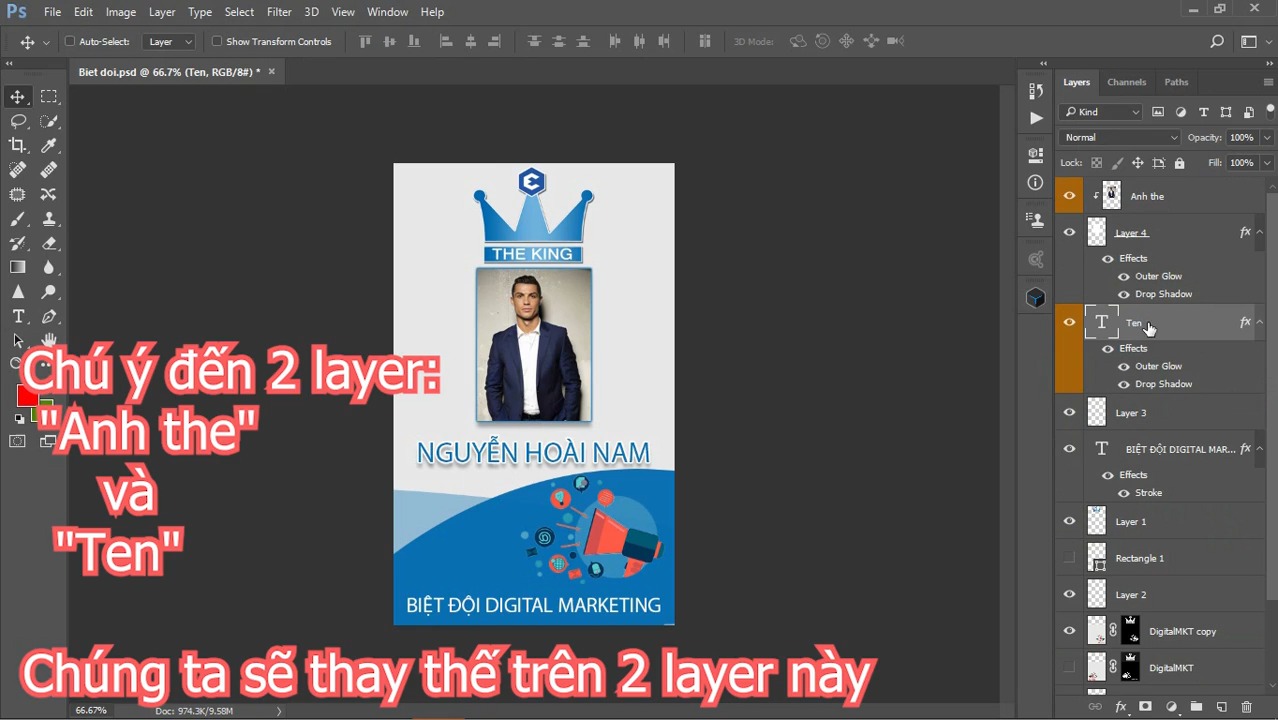 Ps File Edit Image Layer Type Select Filter 3D View Window Help
Auto-Select: Layer Show Transform Controls 3D Mode:
Biet doi.psd @ 66.7% (Ten, RGB/8#) *
Layers Channels Paths
Kind
Normal Opacity: 100%
Lock: Fill: 100%
Anh the
Layer 4 fx
Effects
Outer Glow
Drop Shadow
Ten fx
Effects
Outer Glow
Drop Shadow
Layer 3
BIỆT ĐỘI DIGITAL MAR... fx
Effects
Stroke
Layer 1
Rectangle 1
Layer 2
DigitalMKT copy
DigitalMKT
THE KING
NGUYỄN HOÀI NAM
BIỆT ĐỘI DIGITAL MARKETING
Chú ý đến 2 layer:
"Anh the"
và
"Ten"
Chúng ta sẽ thay thế trên 2 layer này
66.67% Doc: 974.3K/9.58M